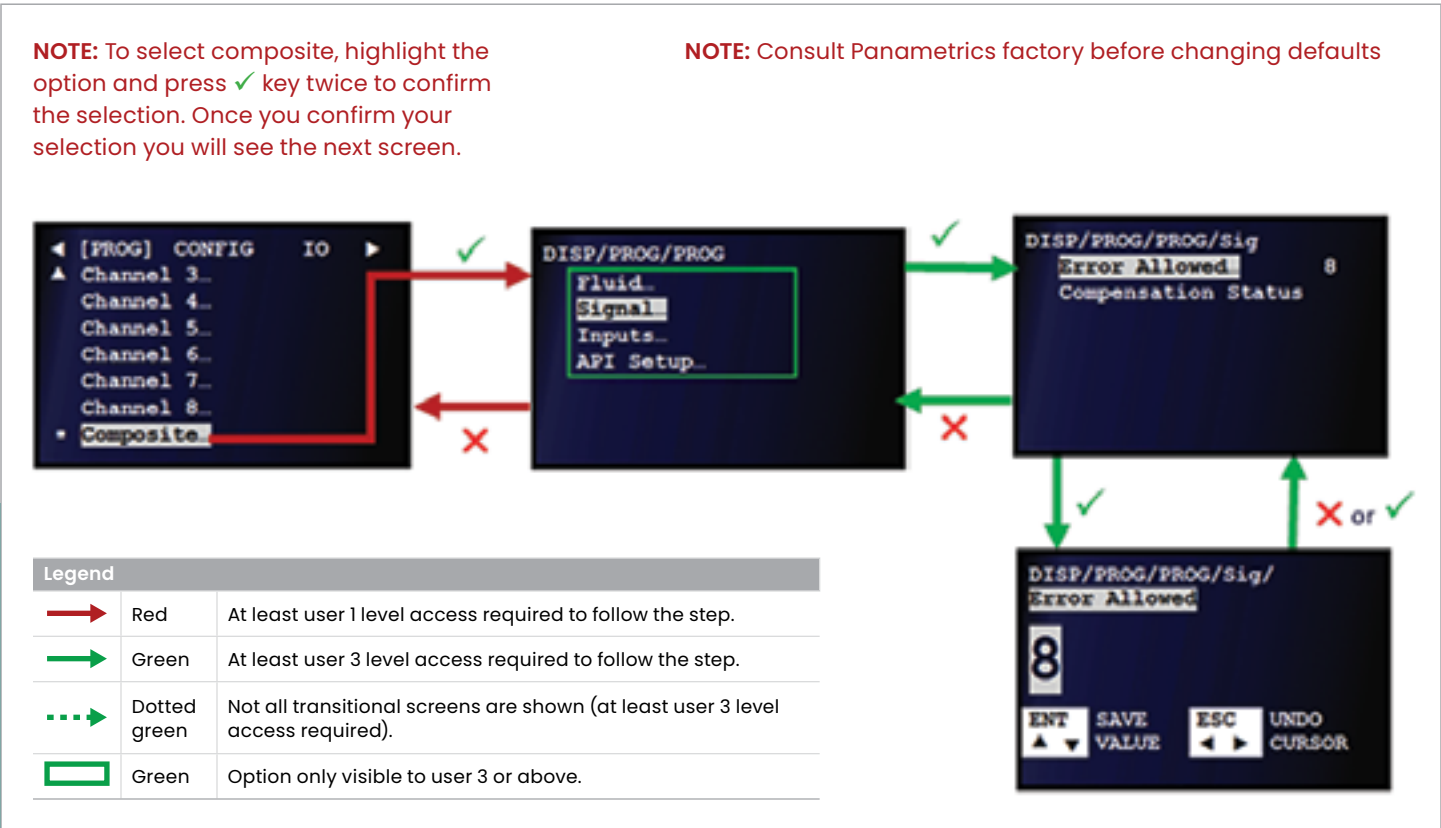 NOTE: To select composite, highlight the
option and press ✓ key twice to confirm
the selection. Once you confirm your
selection you will see the next screen.
NOTE: Consult Panametrics factory before changing defaults
[PROG] CONFIG IO
Channel 3…
Channel 4…
Channel 5…
Channel 6…
Channel 7…
Channel 8…
Composite…
DISP/PROG/PROG
Fluid…
Signal…
Inputs…
API Setup…
DISP/PROG/PROG/Sig
Error Allowed… 8
Compensation Status
X or ✓
DISP/PROG/PROG/Sig/
Error Allowed
8
ENT SAVE ESC UNDO
▲ ▼ VALUE ◄ ► CURSOR
Legend
Red At least user 1 level access required to follow the step.
Green At least user 3 level access required to follow the step.
Dotted
green
Not all transitional screens are shown (at least user 3 level
access required).
Green Option only visible to user 3 or above.